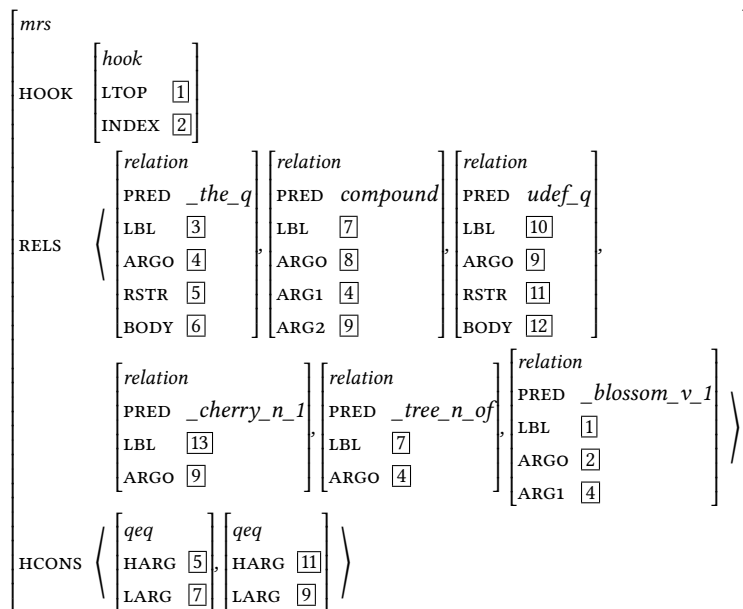 mrs
HOOK
hook
LTOP 1
INDEX 2
RELS
relation
PRED _the_q
LBL 3
ARG0 4
RSTR 5
BODY 6
,
relation
PRED compound
LBL 7
ARG0 8
ARG1 4
ARG2 9
,
relation
PRED udef_q
LBL 10
ARG0 9
RSTR 11
BODY 12
,
relation
PRED _cherry_n_1
LBL 13
ARG0 9
,
relation
PRED _tree_n_of
LBL 7
ARG0 4
,
relation
PRED _blossom_v_1
LBL 1
ARG0 2
ARG1 4
HCONS
qeq
HARG 5
LARG 7
,
qeq
HARG 11
LARG 9